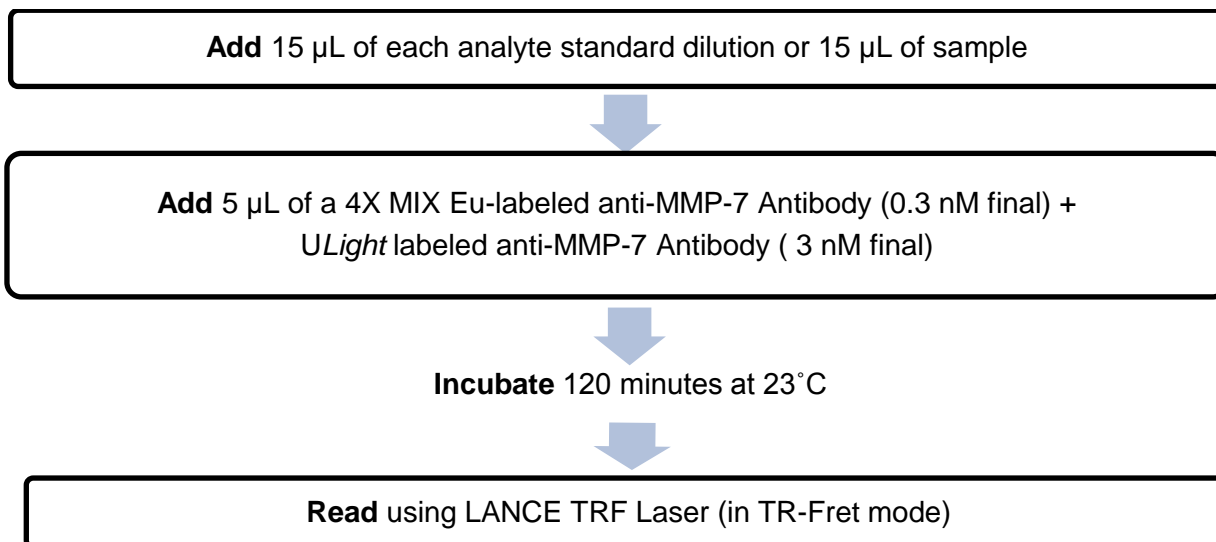 Add 15 µL of each analyte standard dilution or 15 µL of sample
Add 5 µL of a 4X MIX Eu-labeled anti-MMP-7 Antibody (0.3 nM final) +
ULight labeled anti-MMP-7 Antibody ( 3 nM final)
Incubate 120 minutes at 23˚C
Read using LANCE TRF Laser (in TR-Fret mode)